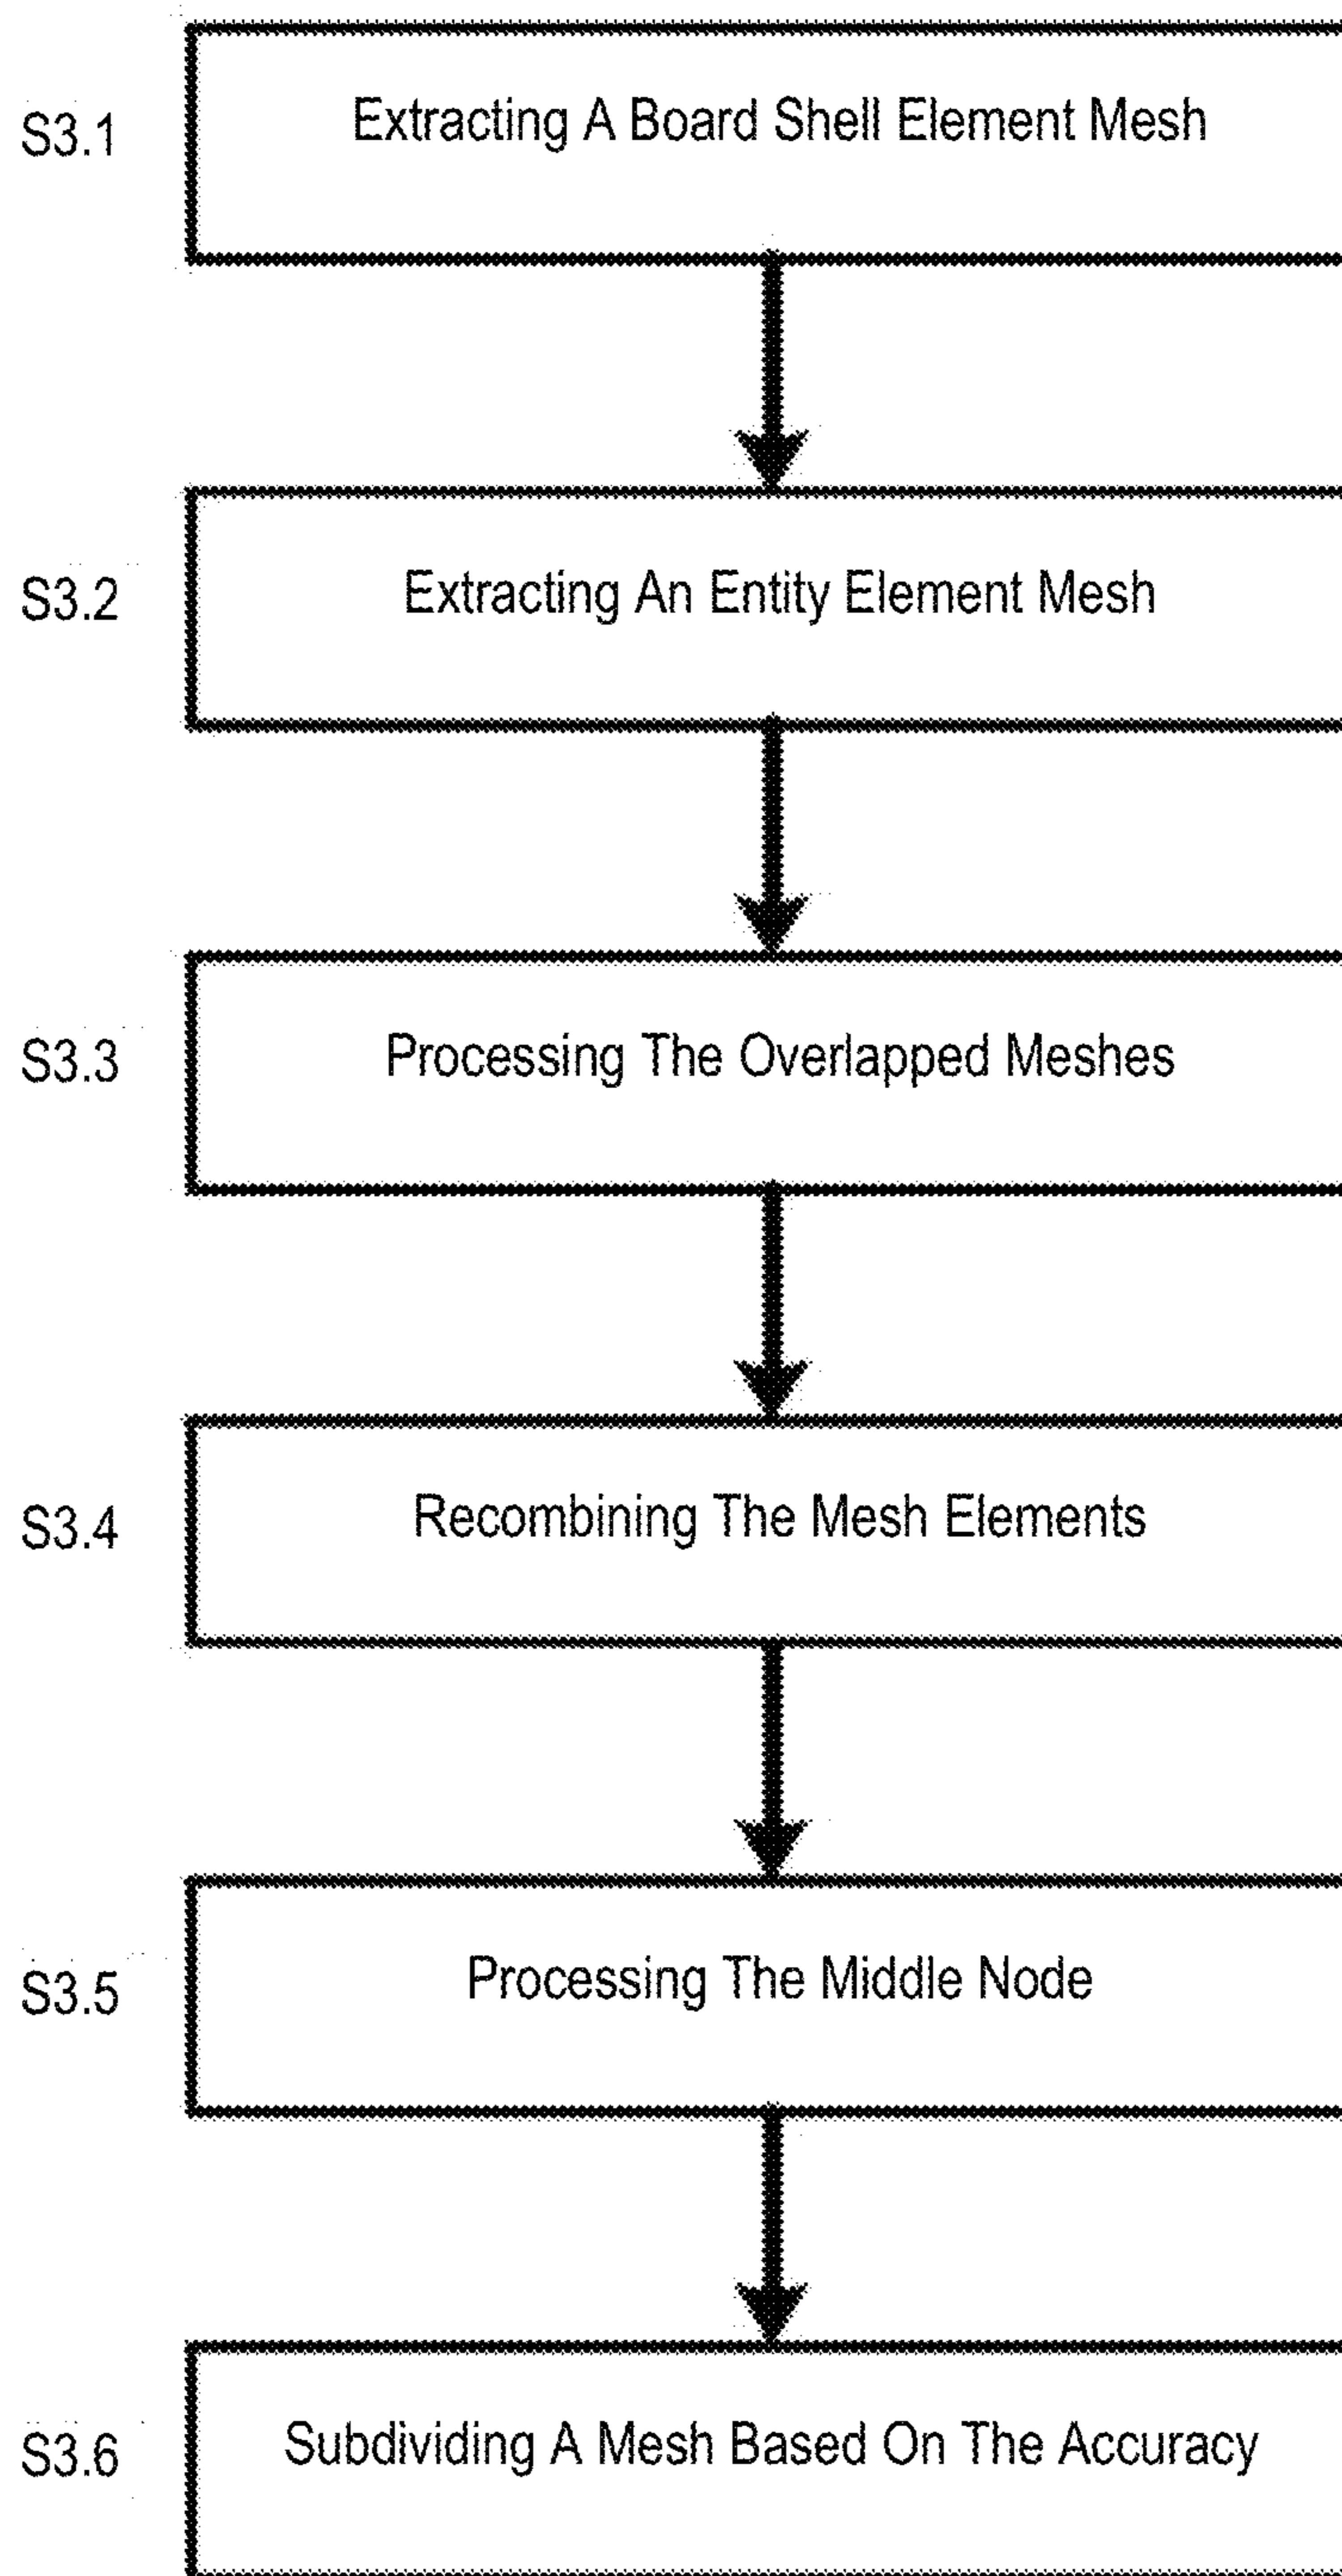 S3.1
Extracting A Board Shell Element Mesh
S3.2
Extracting An Entity Element Mesh
S3.3
Processing The Overlapped Meshes
S3.4
Recombining The Mesh Elements
S3.5
Processing The Middle Node
S3.6
Subdividing A Mesh Based On The Accuracy